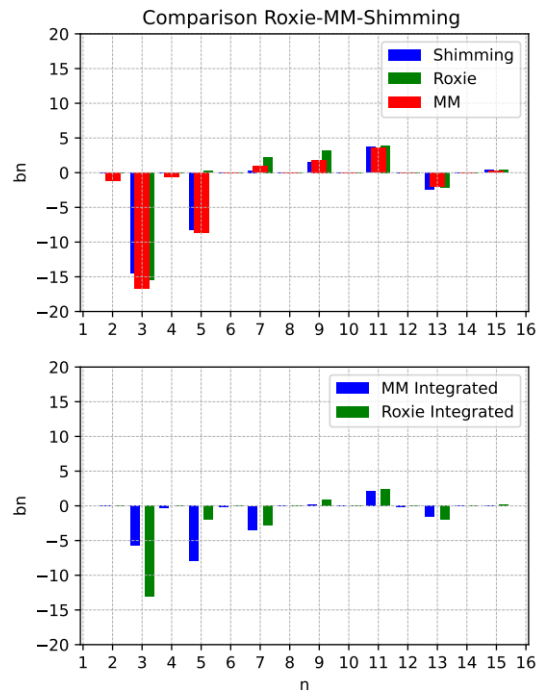 Comparison Roxie-MM-Shimming
20
15
10
5
0
−5
−10
−15
−20
bn
Shimming
Roxie
MM
1 2 3 4 5 6 7 8 9 10 11 12 13 14 15 16
20
15
10
5
0
−5
−10
−15
−20
bn
MM Integrated
Roxie Integrated
1 2 3 4 5 6 7 8 9 10 11 12 13 14 15 16
n